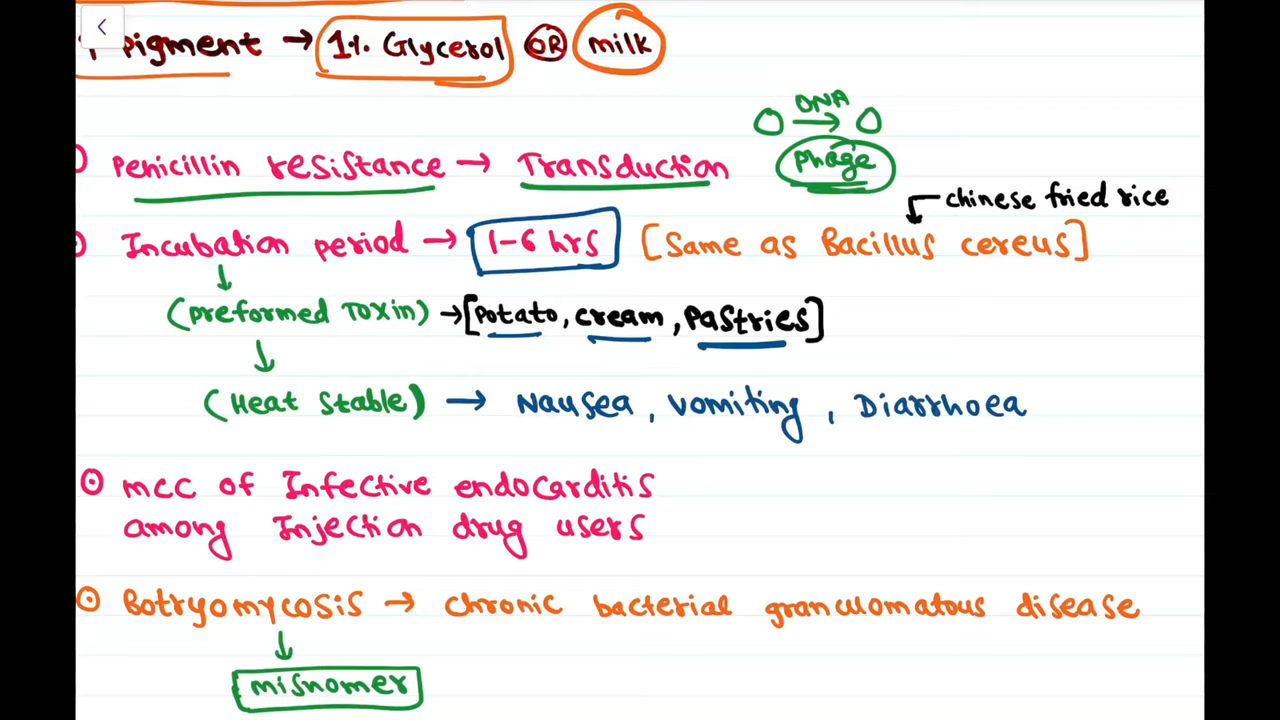 ↑ pigment → 1% Glycerol OR milk
DNA
O → O
Penicillin resistance → Transduction
Phage
chinese fried rice
Incubation period → 1-6 hrs [Same as Bacillus cereus]
(preformed Toxin) → [Potato, cream, Pastries]
(Heat Stable) → Nausea, vomiting, Diarrhoea
MCC of Infective endocarditis
among Injection drug users
Botryomycosis → chronic bacterial granulomatous disease
misnomer